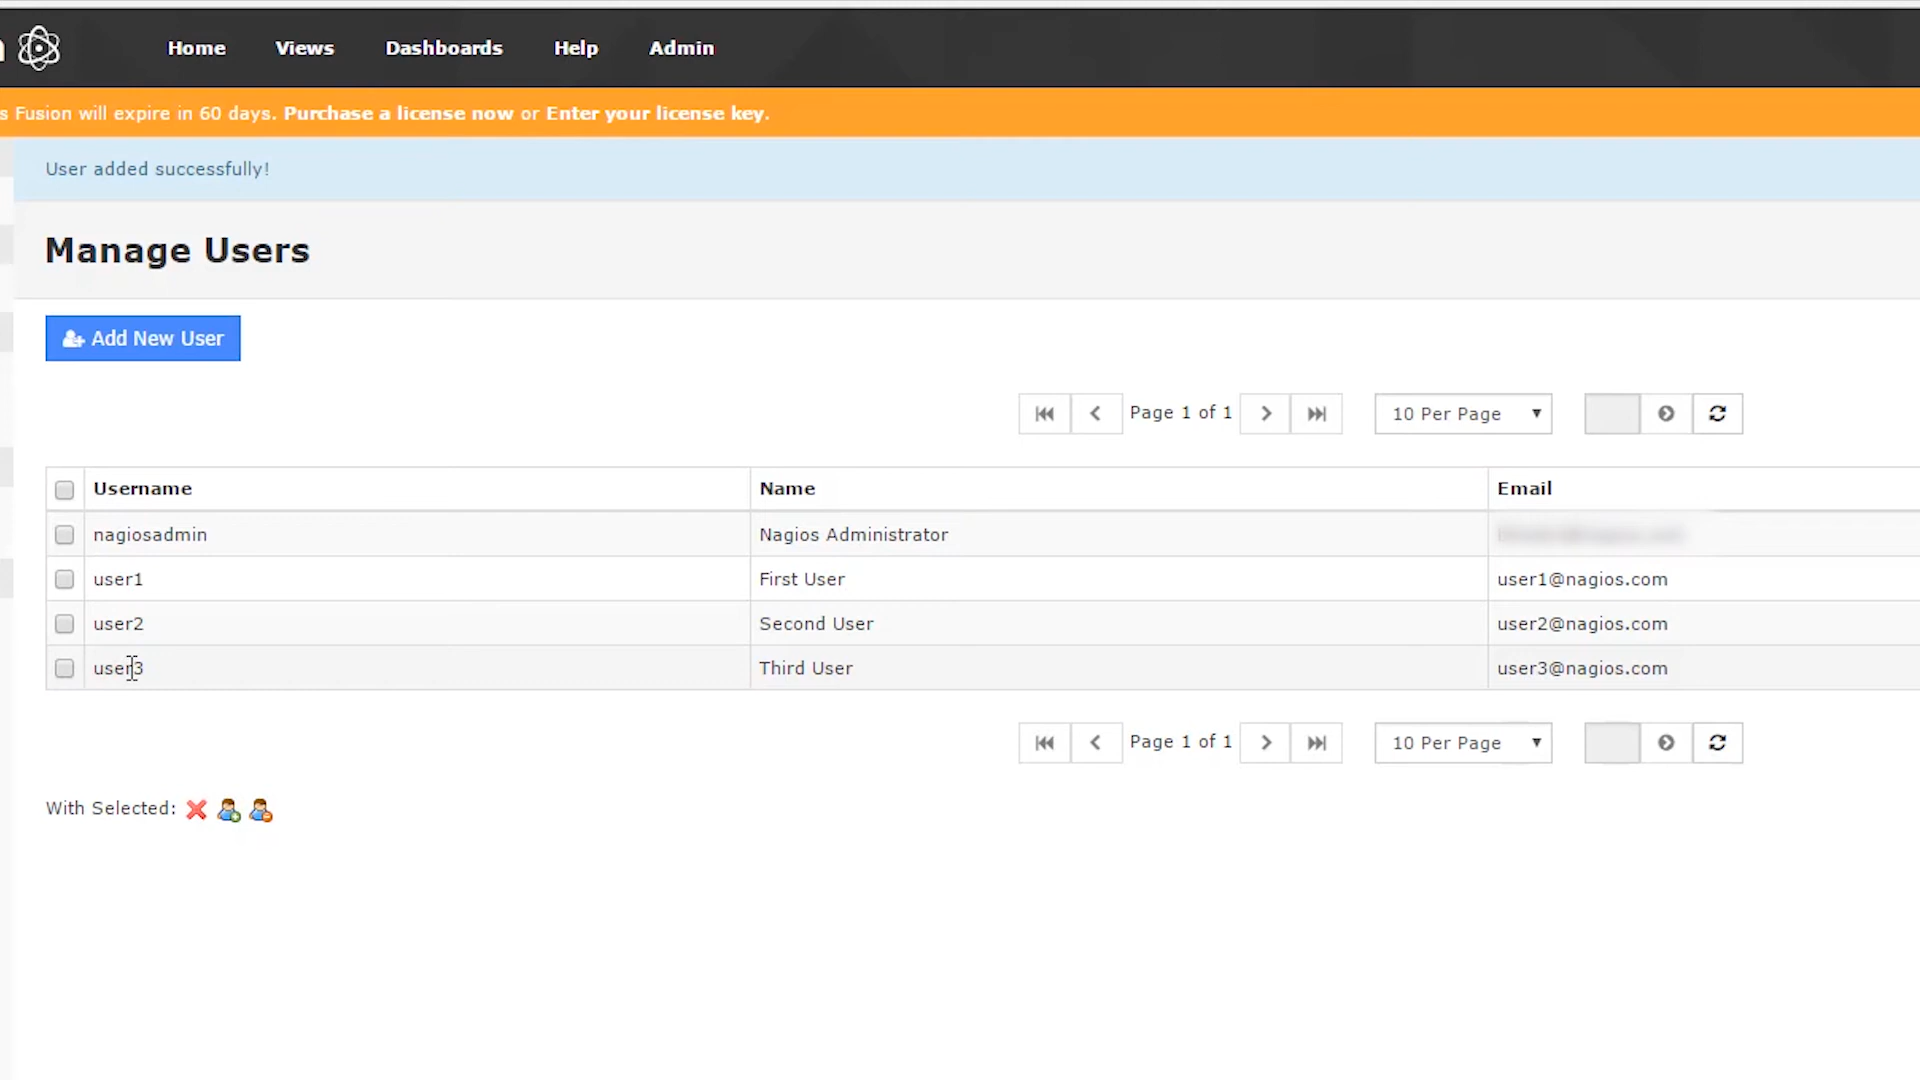 Home Views Dashboards Help Admin
s Fusion will expire in 60 days. Purchase a license now or Enter your license key.
User added successfully!
Manage Users
Add New User
Page 1 of 1 10 Per Page
Username Name Email
nagiosadmin Nagios Administrator
user1 First User user1@nagios.com
user2 Second User user2@nagios.com
user3 Third User user3@nagios.com
Page 1 of 1 10 Per Page
With Selected: